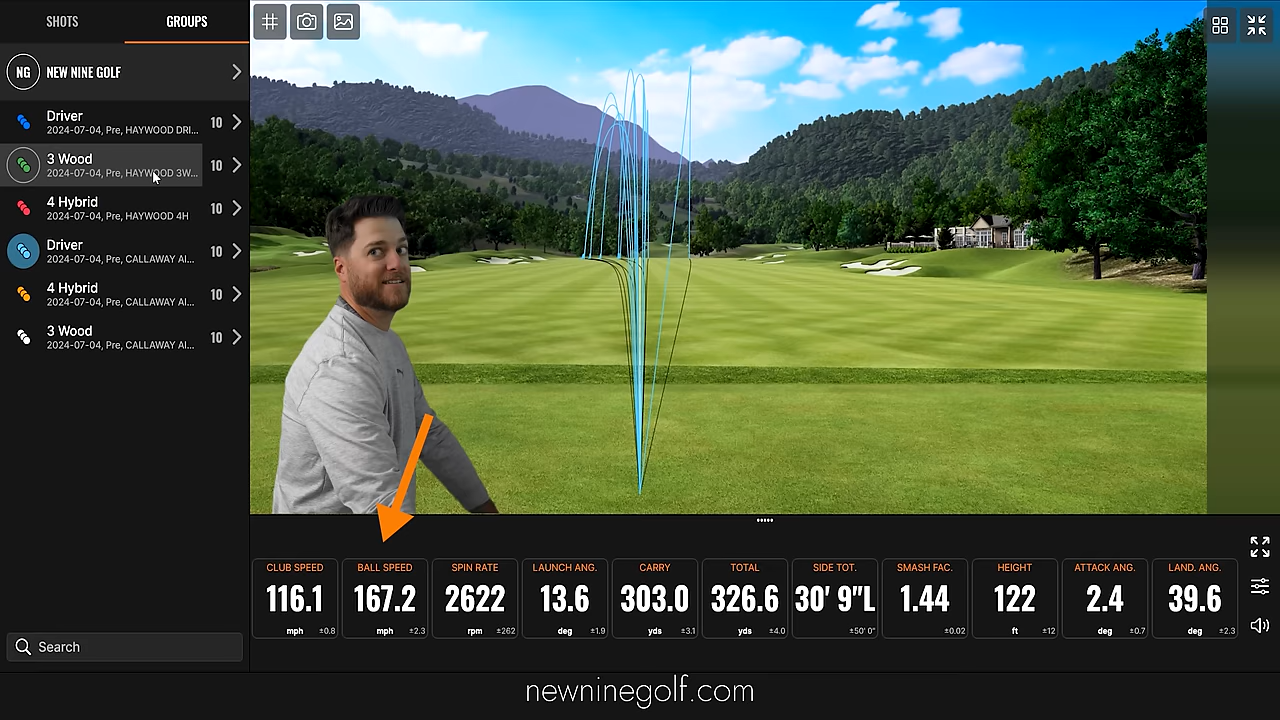 SHOTS GROUPS
NG NEW NINE GOLF
Driver
2024-07-04, Pre, HAYWOOD DRI... 10
3 Wood
2024-07-04, Pre, HAYWOOD 3W... 10
4 Hybrid
2024-07-04, Pre, HAYWOOD 4H 10
Driver
2024-07-04, Pre, CALLAWAY AI... 10
4 Hybrid
2024-07-04, Pre, CALLAWAY AI... 10
3 Wood
2024-07-04, Pre, CALLAWAY AI... 10
Search
CLUB SPEED
116.1
mph ±0.8
BALL SPEED
167.2
mph ±2.3
SPIN RATE
2622
rpm ±262
LAUNCH ANG.
13.6
deg ±1.9
CARRY
303.0
yds ±3.1
TOTAL
326.6
yds ±4.0
SIDE TOT.
30' 9"L
±50' 0"
SMASH FAC.
1.44
±0.02
HEIGHT
122
ft ±12
ATTACK ANG.
2.4
deg ±0.7
LAND. ANG.
39.6
deg ±2.3
newninegolf.com